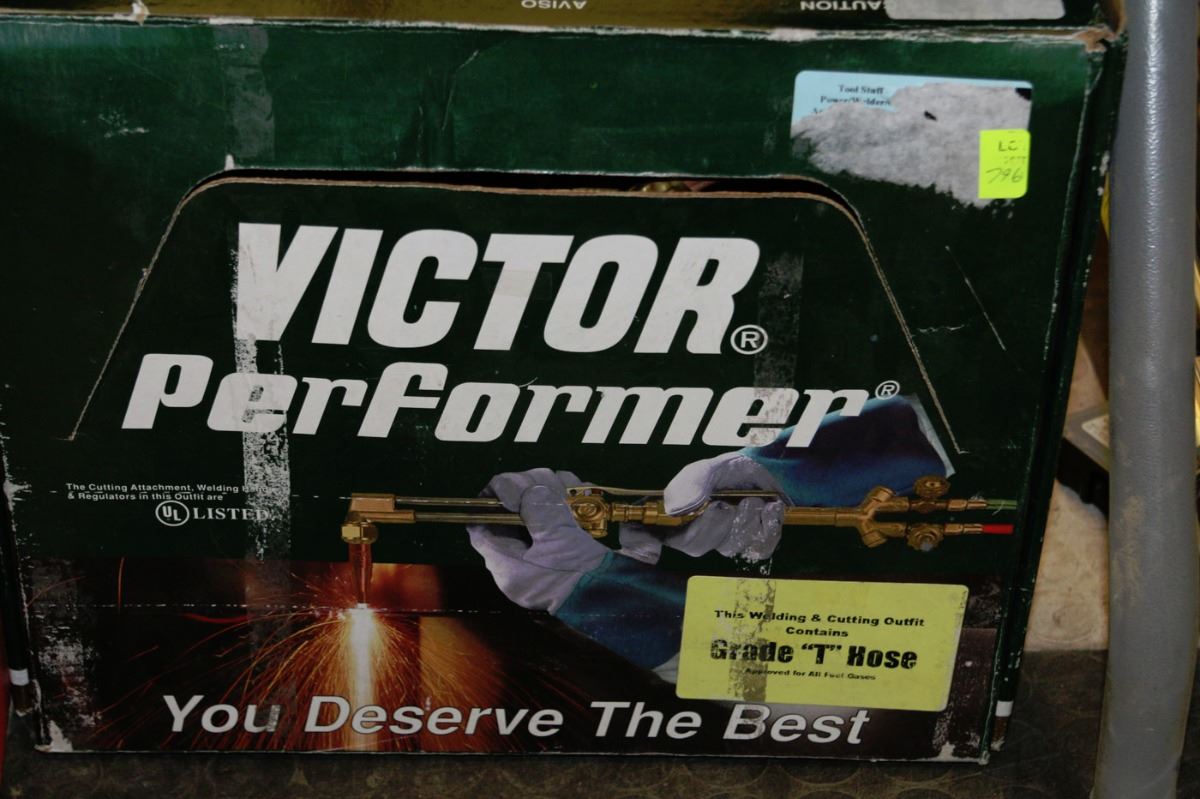 AVISO
CAUTION
Tool Stuff
LC.
796
VICTOR®
Performer®
The Cutting Attachment, Welding
& Regulators in this Outfit are
UL LISTED
This Welding & Cutting Outfit
Contains
Grade "T" Hose
Approved for All Fuel Gases
You Deserve The Best